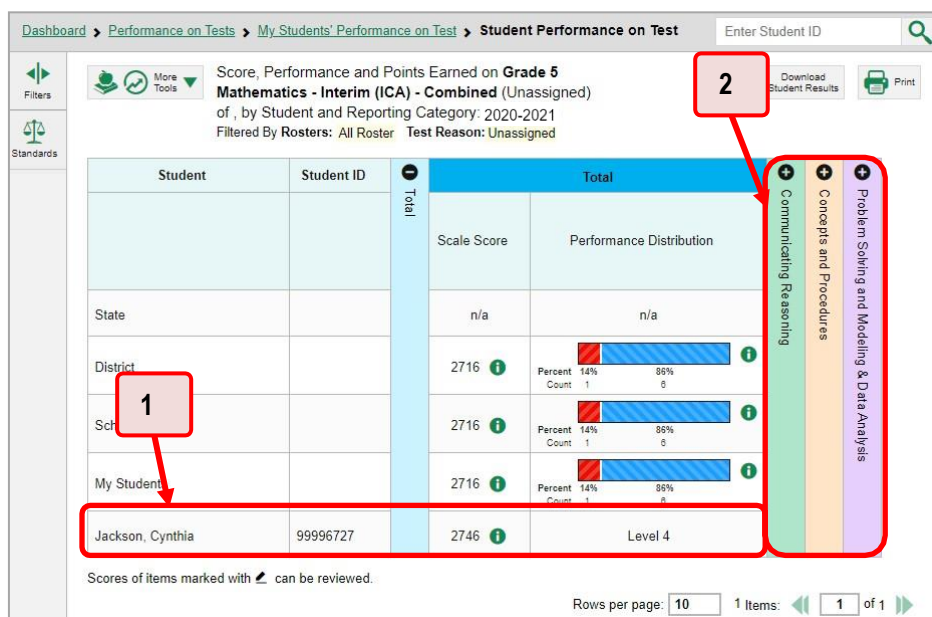 Dashboard › Performance on Tests › My Students' Performance on Test › Student Performance on Test
Enter Student ID
Filters
Standards
More Tools
Score, Performance and Points Earned on Grade 5
Mathematics - Interim (ICA) - Combined (Unassigned)
of , by Student and Reporting Category: 2020-2021
Filtered By Rosters: All Roster Test Reason: Unassigned
2
Download
Student Results
Print
Student Student ID Total Total
Scale Score Performance Distribution
Communicating Reasoning
Concepts and Procedures
Problem Solving and Modeling & Data Analysis
State n/a n/a
District 2716
Percent 14% 86%
Count 1 6
1
Sch 2716
Percent 14% 86%
Count 1 6
My Student 2716
Percent 14% 86%
Count 1 6
Jackson, Cynthia 99996727 2746 Level 4
Scores of items marked with can be reviewed.
Rows per page: 10 1 Items: 1 of 1